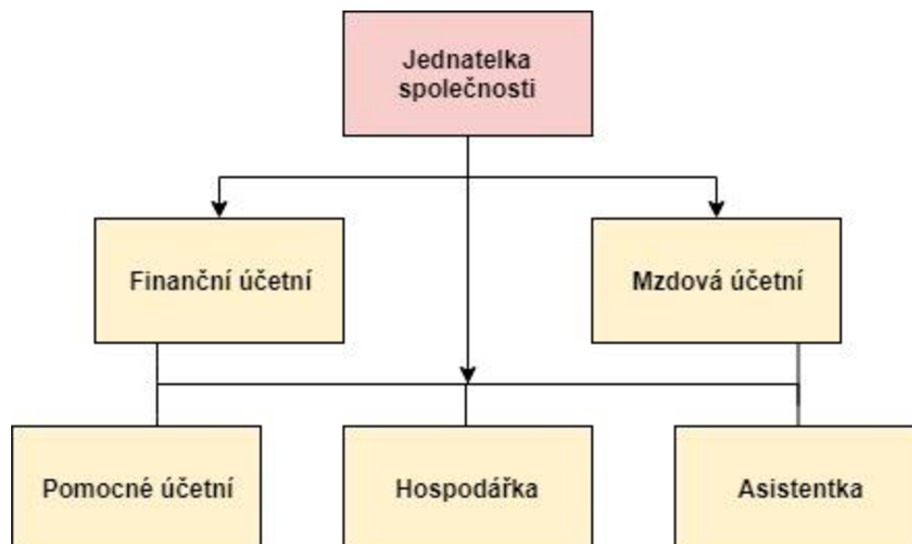 Jednatelka
společnosti
Finanční účetní
Mzdová účetní
Pomocné účetní
Hospodářka
Asistentka